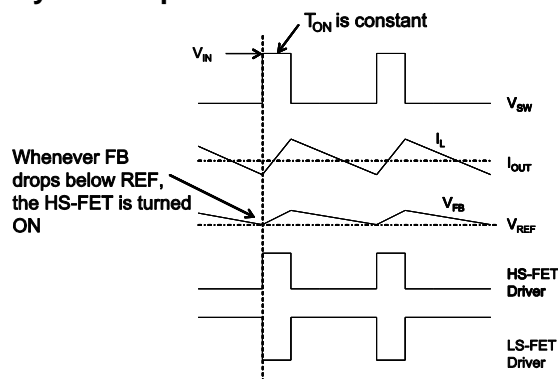 T_ON is constant
V_IN
V_SW
I_L
I_OUT
Whenever FB
drops below REF,
the HS-FET is turned
ON
V_FB
V_REF
HS-FET
Driver
LS-FET
Driver